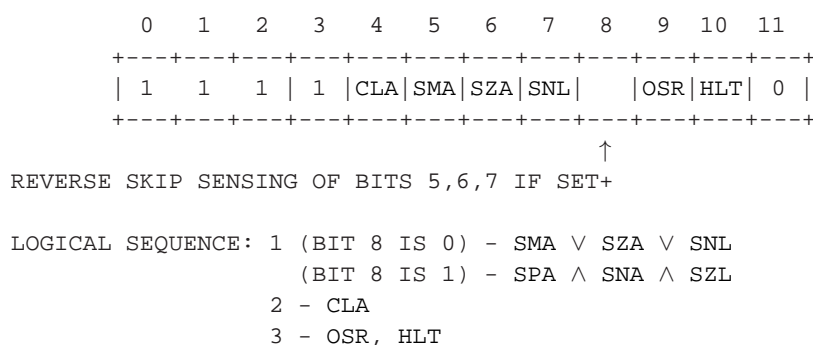 0 1 2 3 4 5 6 7 8 9 10 11
+---+---+---+---+---+---+---+---+---+---+---+---+
| 1 1 1 | 1 |CLA|SMA|SZA|SNL| |OSR|HLT| 0 |
+---+---+---+---+---+---+---+---+---+---+---+---+
↑
REVERSE SKIP SENSING OF BITS 5,6,7 IF SET+
LOGICAL SEQUENCE: 1 (BIT 8 IS 0) - SMA ∨ SZA ∨ SNL
(BIT 8 IS 1) - SPA ∧ SNA ∧ SZL
2 - CLA
3 - OSR, HLT